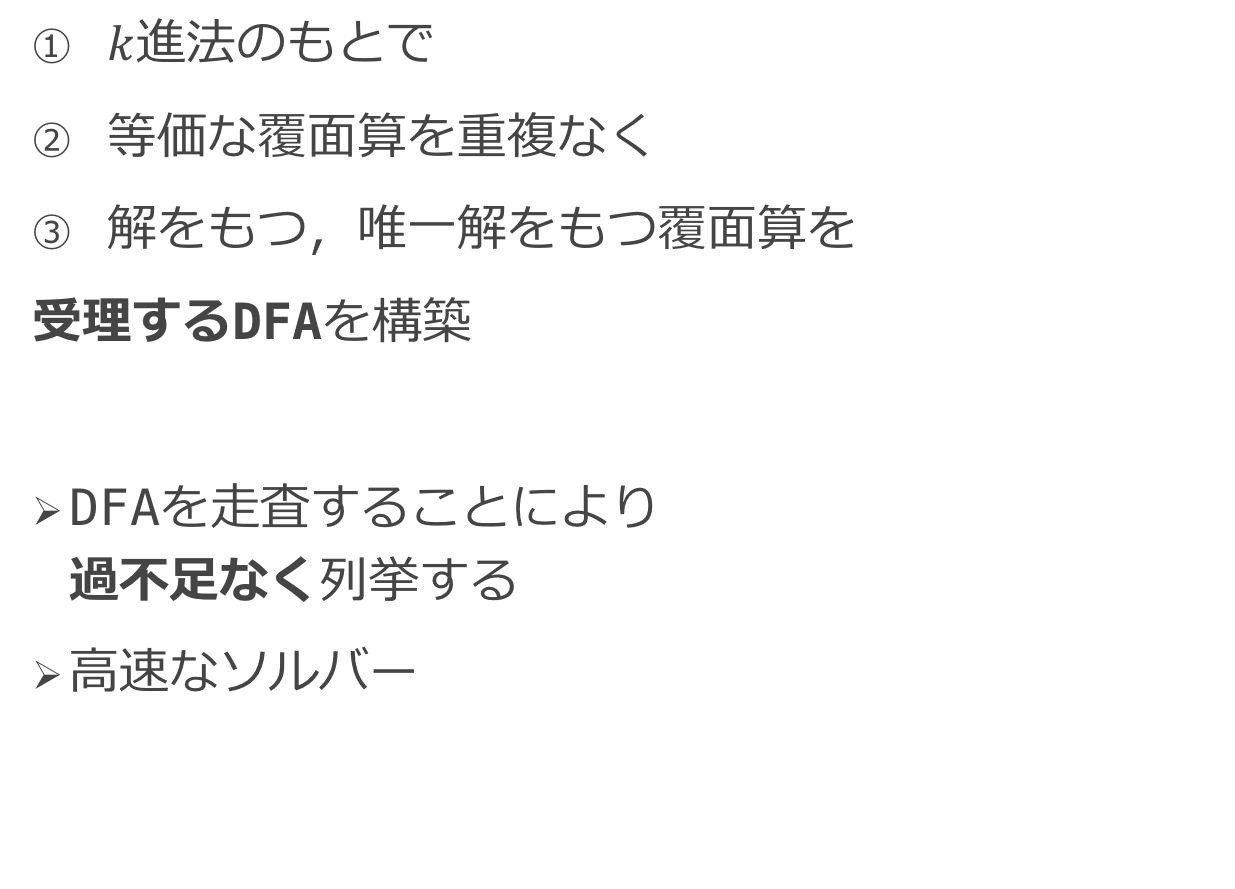 ① k進法のもとで
② 等価な覆面算を重複なく
③ 解をもつ，唯一解をもつ覆面算を
受理するDFAを構築
➢DFAを走査することにより
過不足なく列挙する
➢高速なソルバー